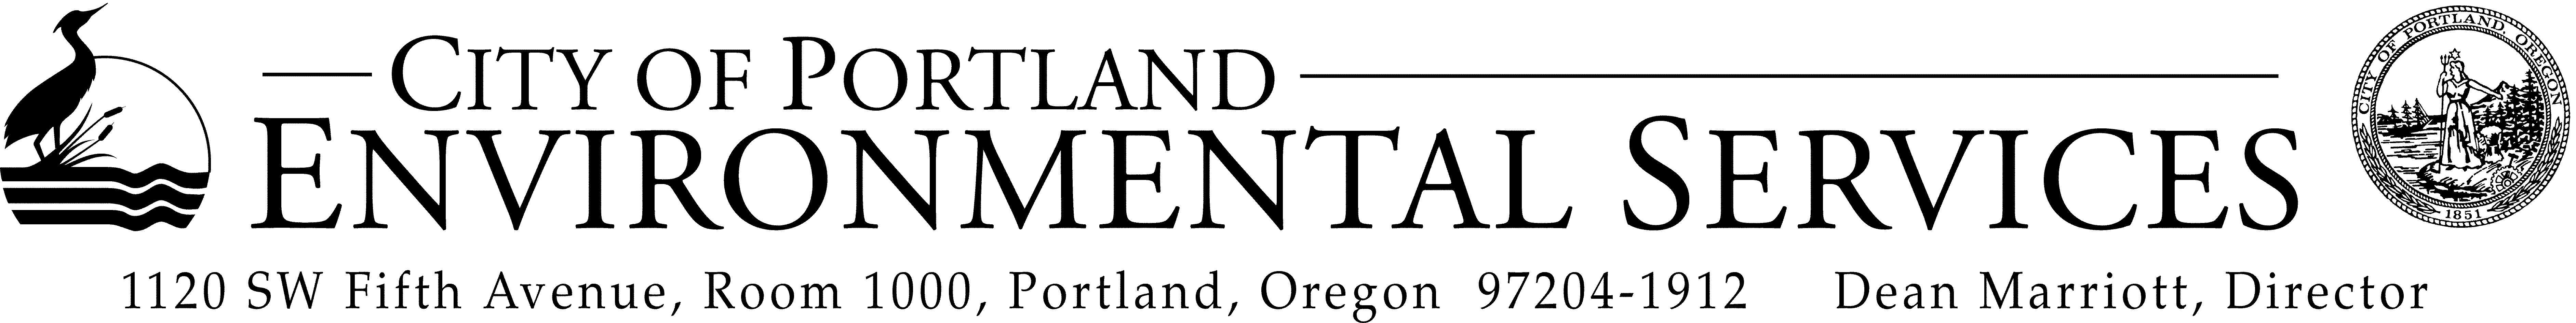 CITY OF PORTLAND
ENVIRONMENTAL SERVICES
1120 SW Fifth Avenue, Room 1000, Portland, Oregon 97204-1912 Dean Marriott, Director
CITY OF PORTLAND, OREGON
1851